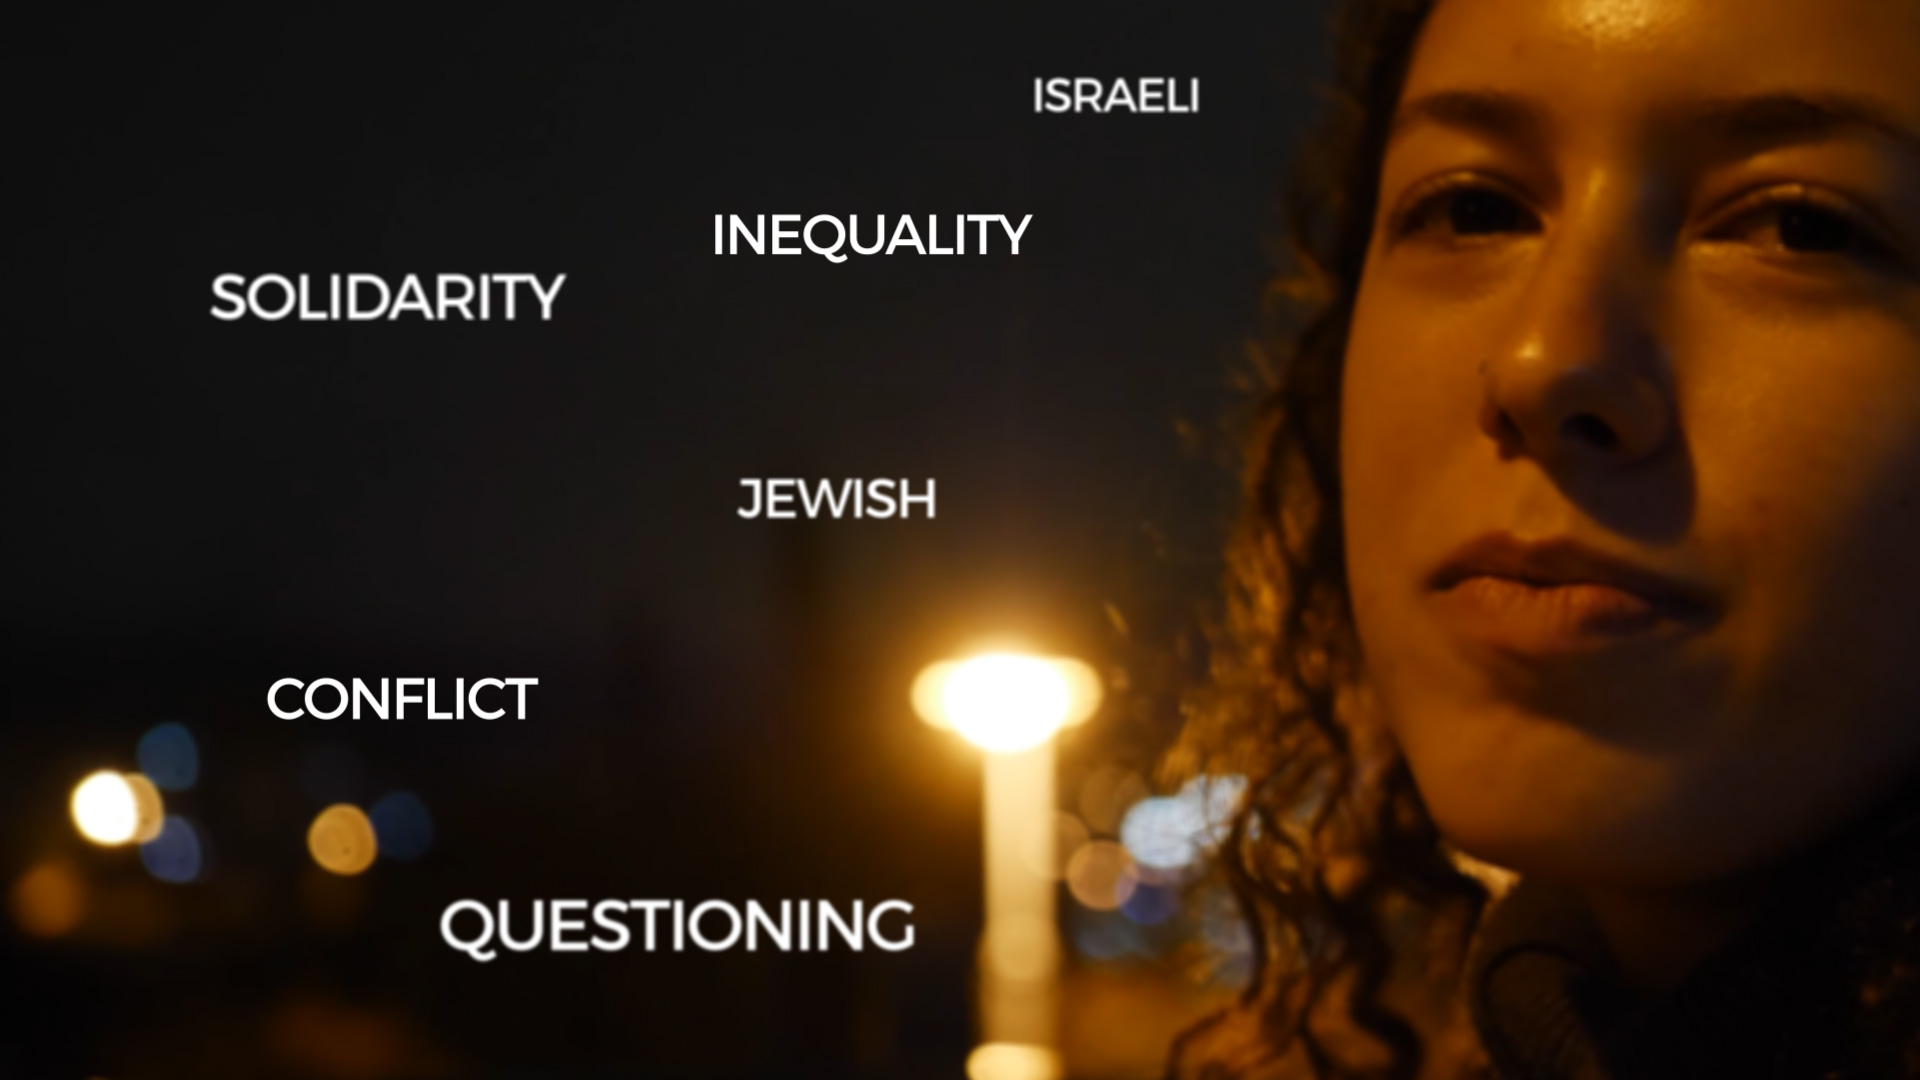 ISRAELI
INEQUALITY
SOLIDARITY
JEWISH
CONFLICT
QUESTIONING